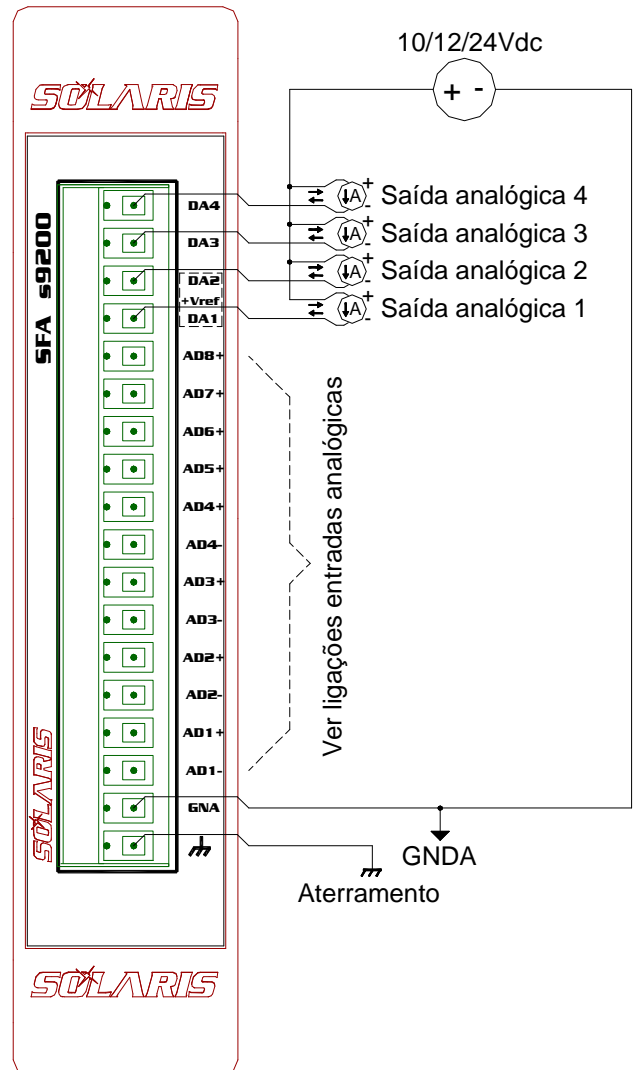 10/12/24Vdc
+ -
SOLARIS
SFA s9200
DA4
DA3
DA2
+Vref
DA1
AD8+
AD7+
AD6+
AD5+
AD4+
AD4-
AD3+
AD3-
AD2+
AD2-
AD1+
AD1-
GNA
A + - Saída analógica 4
A + - Saída analógica 3
A + - Saída analógica 2
A + - Saída analógica 1
Ver ligações entradas analógicas
SOLARIS
GNDA
Aterramento
SOLARIS